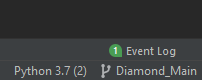 1 Event Log
Python 3.7 (2) Diamond_Main